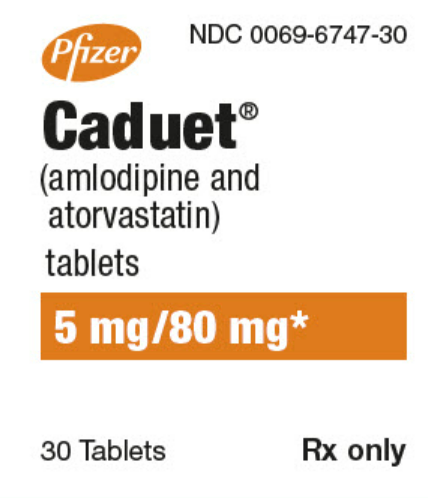 Pfizer
NDC 0069-6747-30
Caduet®
(amlodipine and
atorvastatin)
tablets
5 mg/80 mg*
30 Tablets
Rx only